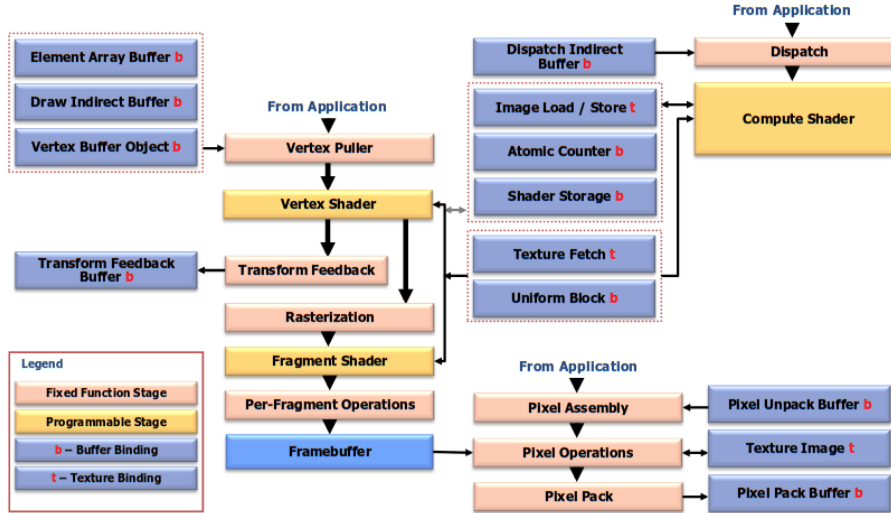 From Application
Dispatch
Dispatch Indirect
Buffer b
Compute Shader
Element Array Buffer b
Draw Indirect Buffer b
Vertex Buffer Object b
From Application
Vertex Puller
Vertex Shader
Image Load / Store t
Atomic Counter b
Shader Storage b
Texture Fetch t
Uniform Block b
Transform Feedback
Buffer b
Transform Feedback
Rasterization
Fragment Shader
Per-Fragment Operations
Framebuffer
Legend
Fixed Function Stage
Programmable Stage
b – Buffer Binding
t – Texture Binding
From Application
Pixel Assembly
Pixel Operations
Pixel Pack
Pixel Unpack Buffer b
Texture Image t
Pixel Pack Buffer b